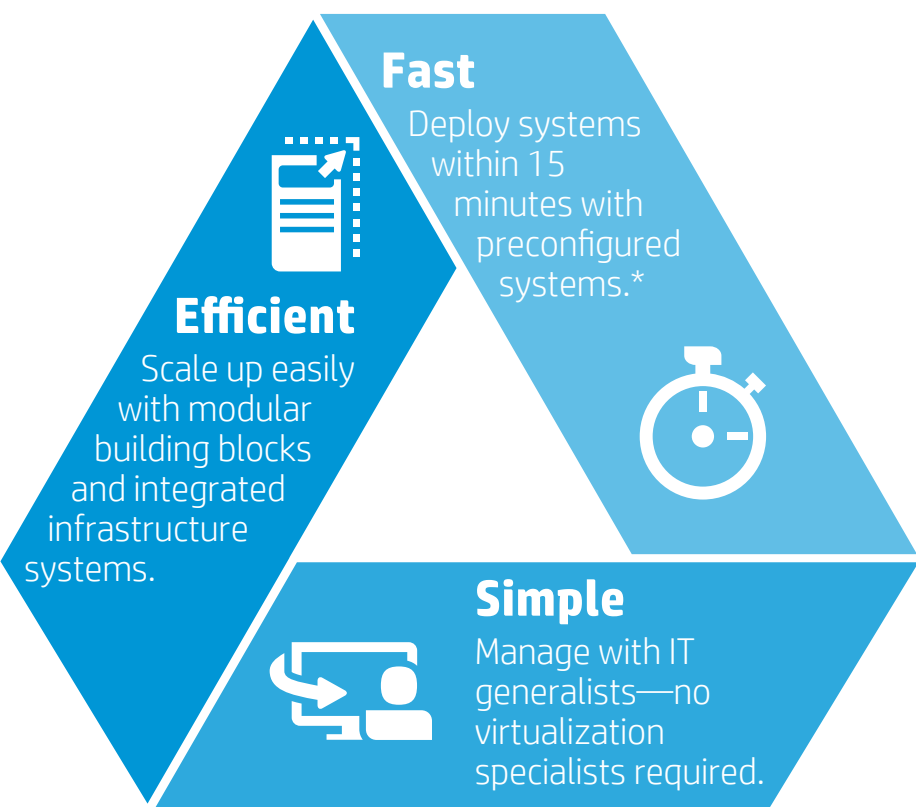 Fast
Deploy systems
within 15
minutes with
preconfigured
systems.*
Efficient
Scale up easily
with modular
building blocks
and integrated
infrastructure
systems.
Simple
Manage with IT
generalists—no
virtualization
specialists required.